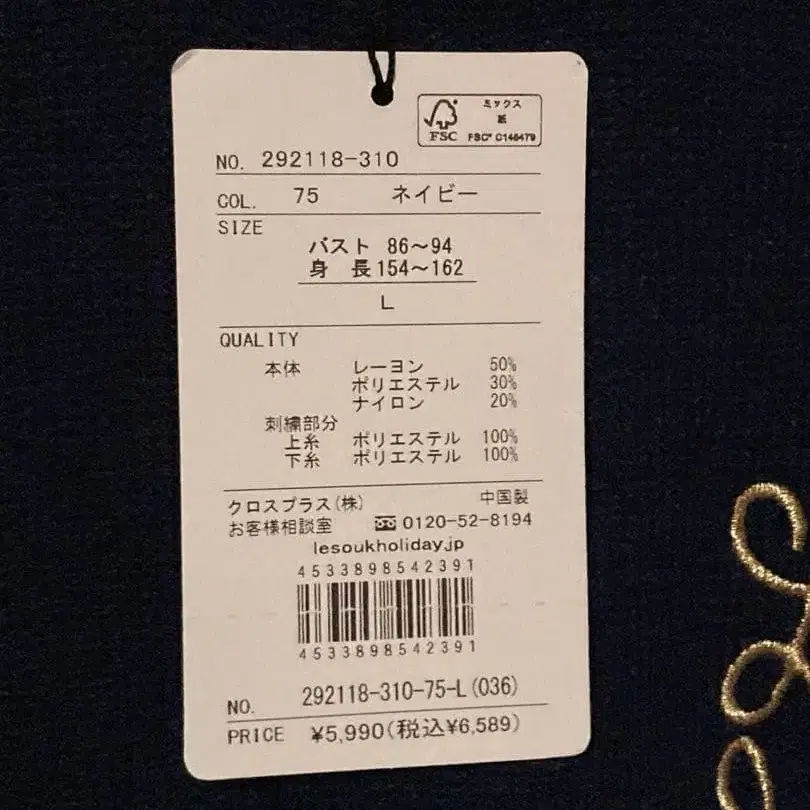 FSC
ミックス
紙
FSC® C148479
NO. 292118-310
COL. 75 ネイビー
SIZE
バスト 86～94
身 長 154～162
L
QUALITY
本体 レーヨン 50%
ポリエステル 30%
ナイロン 20%
刺繍部分
上糸 ポリエステル 100%
下糸 ポリエステル 100%
クロスプラス(株) 中国製
お客様相談室 0120-52-8194
lesoukholiday.jp
4533898542391
4533898542391
NO. 292118-310-75-L(036)
PRICE ¥5,990(税込¥6,589)